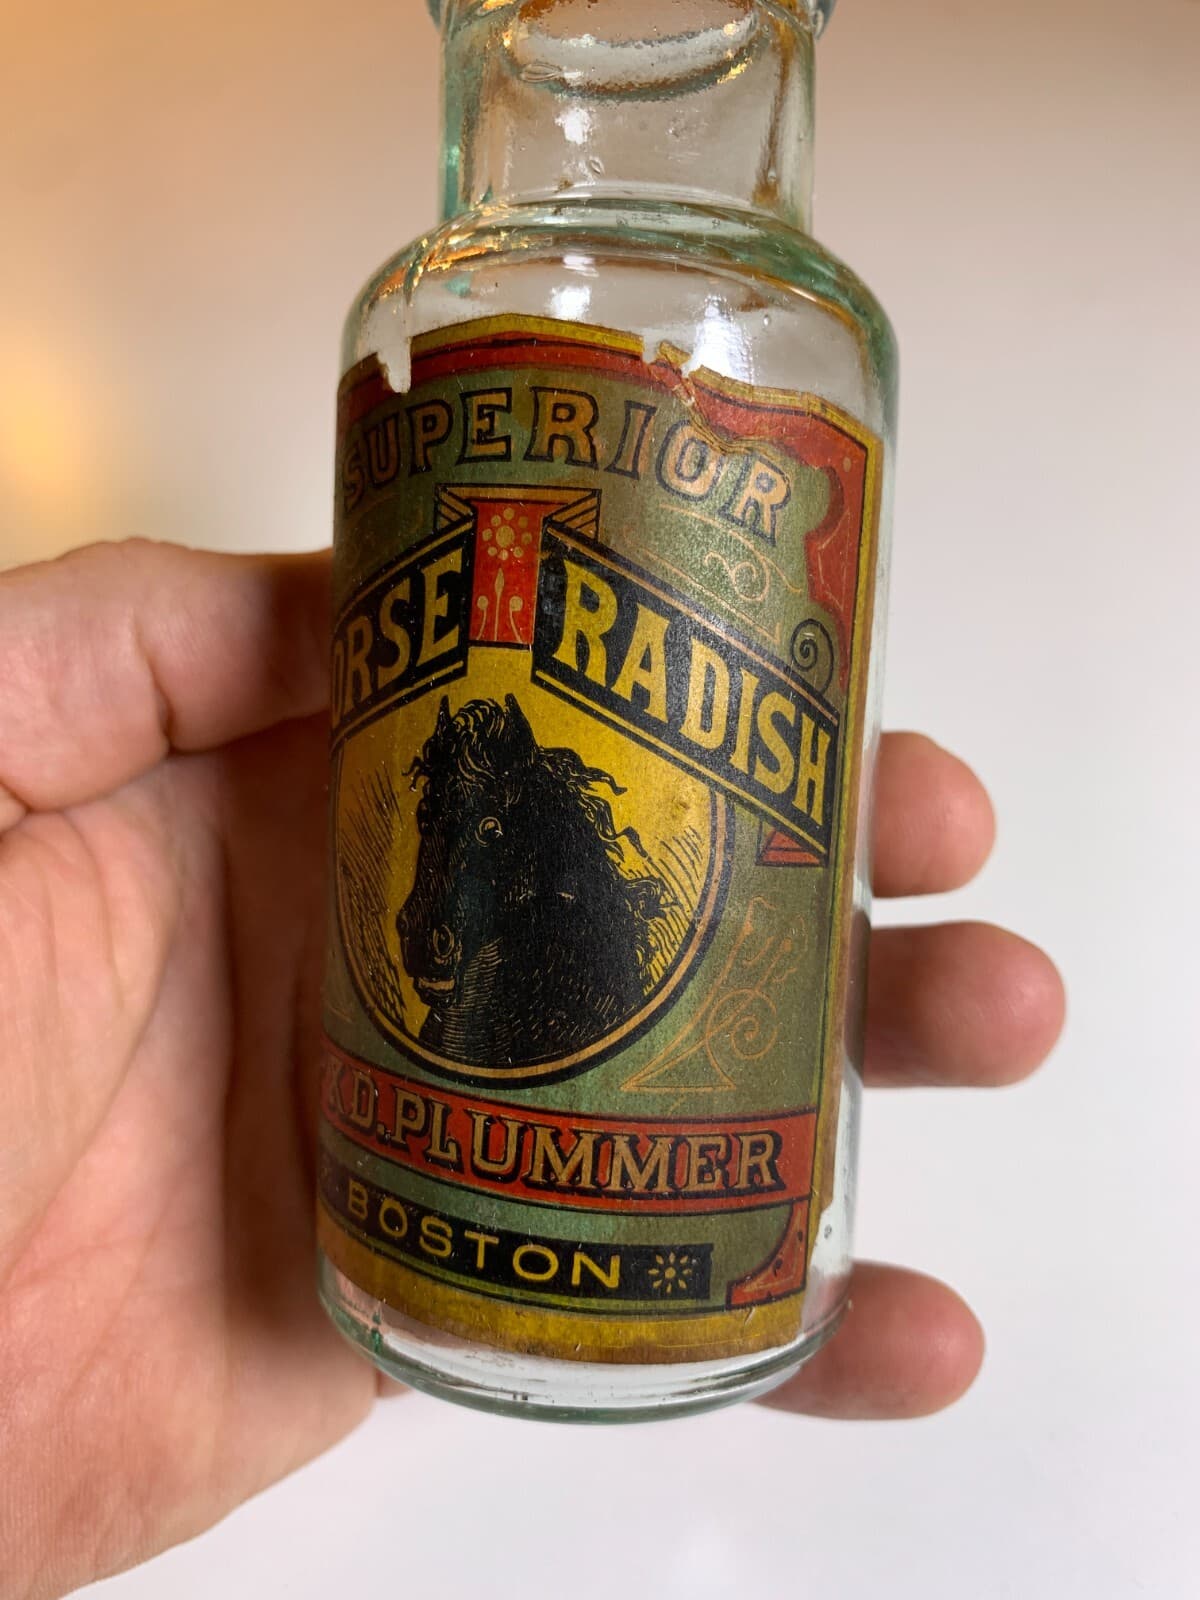 SUPERIOR
ORSE RADISH
D. PLUMMER
BOSTON